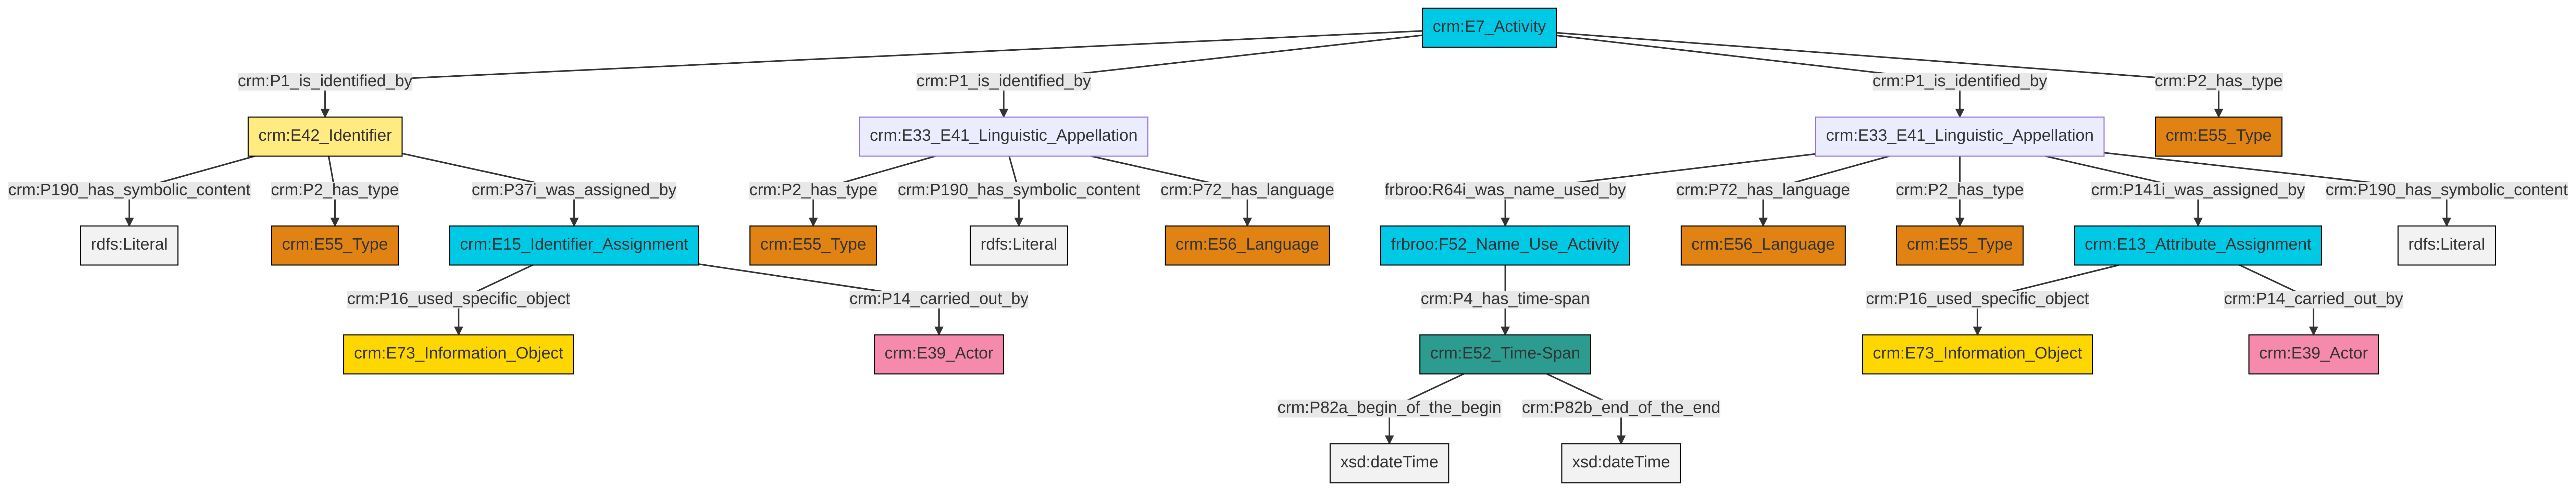 crm:E7_Activity
crm:P1_is_identified_by
crm:P1_is_identified_by
crm:P1_is_identified_by
crm:P2_has_type
crm:E42_Identifier
crm:E33_E41_Linguistic_Appellation
crm:E33_E41_Linguistic_Appellation
crm:E55_Type
crm:P190_has_symbolic_content
crm:P2_has_type
crm:P37i_was_assigned_by
crm:P2_has_type
crm:P190_has_symbolic_content
crm:P72_has_language
frbroo:R64i_was_name_used_by
crm:P72_has_language
crm:P2_has_type
crm:P141i_was_assigned_by
crm:P190_has_symbolic_content
rdfs:Literal
crm:E55_Type
crm:E15_Identifier_Assignment
crm:E55_Type
rdfs:Literal
crm:E56_Language
frbroo:F52_Name_Use_Activity
crm:E56_Language
crm:E55_Type
crm:E13_Attribute_Assignment
rdfs:Literal
crm:P16_used_specific_object
crm:P14_carried_out_by
crm:P4_has_time-span
crm:P16_used_specific_object
crm:P14_carried_out_by
crm:E73_Information_Object
crm:E39_Actor
crm:E52_Time-Span
crm:E73_Information_Object
crm:E39_Actor
crm:P82a_begin_of_the_begin
crm:P82b_end_of_the_end
xsd:dateTime
xsd:dateTime